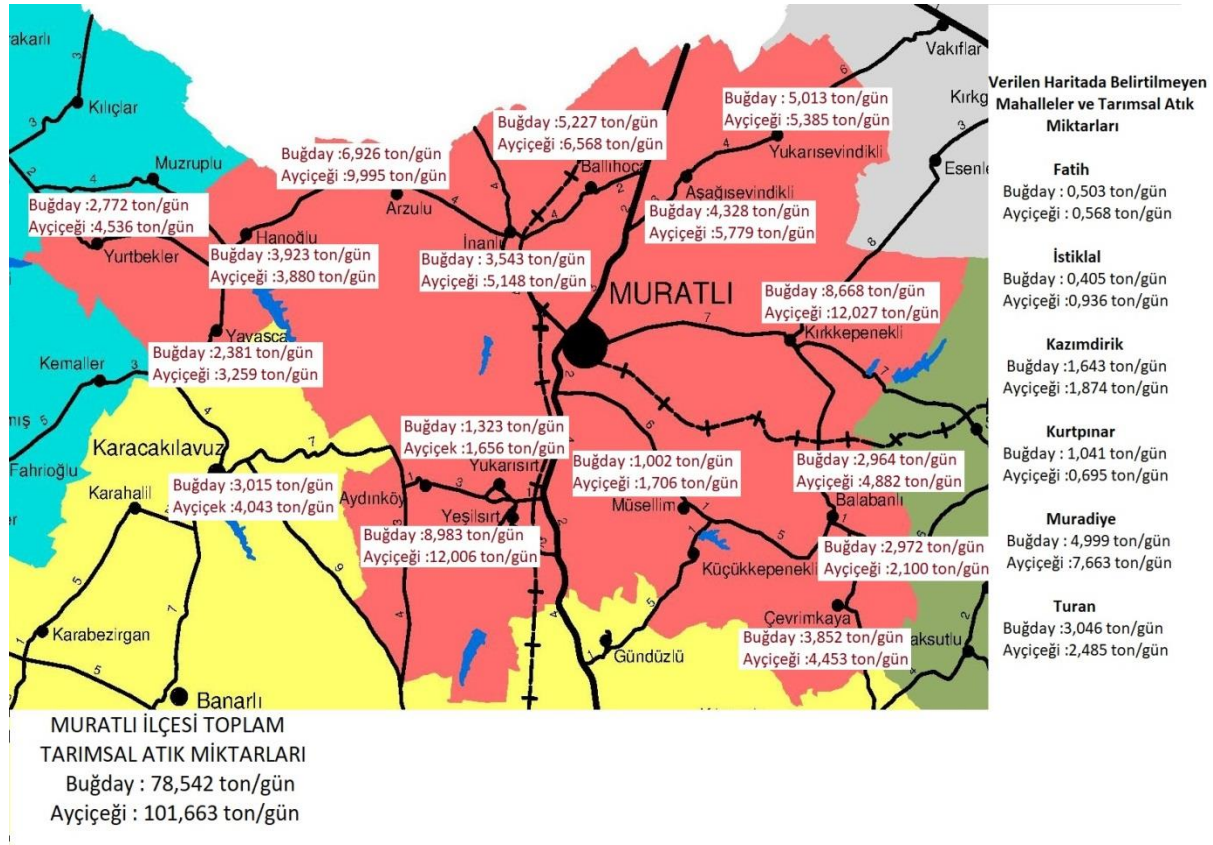 akarlı
Kılıçlar
Vakıflar
Kırkg
Esenle
Muzruplu
Buğday :5,013 ton/gün
Ayçiçeği :5,385 ton/gün
Yukarısevindikli
Buğday :5,227 ton/gün
Ayçiçeği :6,568 ton/gün
Ballıhoca
Buğday :6,926 ton/gün
Ayçiçeği :9,995 ton/gün
Arzulu
Aşağısevindikli
Buğday :4,328 ton/gün
Ayçiçeği :5,779 ton/gün
Buğday :2,772 ton/gün
Ayçiçeği :4,536 ton/gün
Yurtbekler
Hanoğlu
Buğday :3,923 ton/gün
Ayçiçeği :3,880 ton/gün
İnanlı
Buğday : 3,543 ton/gün
Ayçiçeği : 5,148 ton/gün
MURATLI
Buğday :8,668 ton/gün
Ayçiçeği :12,027 ton/gün
Kırkkepenekli
Yavaşça
Buğday :2,381 ton/gün
Ayçiçeği :3,259 ton/gün
Kemaller
mış
Fahrioğlu
er
Karacakılavuz
Buğday :3,015 ton/gün
Ayçiçek :4,043 ton/gün
Karahalil
Buğday :1,323 ton/gün
Ayçiçek :1,656 ton/gün
Yukarısırt
Aydınköy
Yeşilsırt
Buğday :8,983 ton/gün
Ayçiçeği :12,006 ton/gün
Buğday :1,002 ton/gün
Ayçiçeği :1,706 ton/gün
Müsellim
Buğday :2,964 ton/gün
Ayçiçeği :4,882 ton/gün
Balabanlı
Buğday :2,972 ton/gün
Ayçiçeği :2,100 ton/gün
Küçükkepenekli
Çevrimkaya
Buğday :3,852 ton/gün
Ayçiçeği :4,453 ton/gün
aksutlu
Gündüzlü
Karabezirgan
Banarlı
Verilen Haritada Belirtilmeyen
Mahalleler ve Tarımsal Atık
Miktarları
Fatih
Buğday : 0,503 ton/gün
Ayçiçeği : 0,568 ton/gün
İstiklal
Buğday : 0,405 ton/gün
Ayçiçeği :0,936 ton/gün
Kazımdirik
Buğday : 1,643 ton/gün
Ayçiçeği : 1,874 ton/gün
Kurtpınar
Buğday : 1,041 ton/gün
Ayçiçeği :0,695 ton/gün
Muradiye
Buğday : 4,999 ton/gün
Ayçiçeği :7,663 ton/gün
Turan
Buğday :3,046 ton/gün
Ayçiçeği :2,485 ton/gün
MURATLI İLÇESİ TOPLAM
TARIMSAL ATIK MİKTARLARI
Buğday : 78,542 ton/gün
Ayçiçeği : 101,663 ton/gün